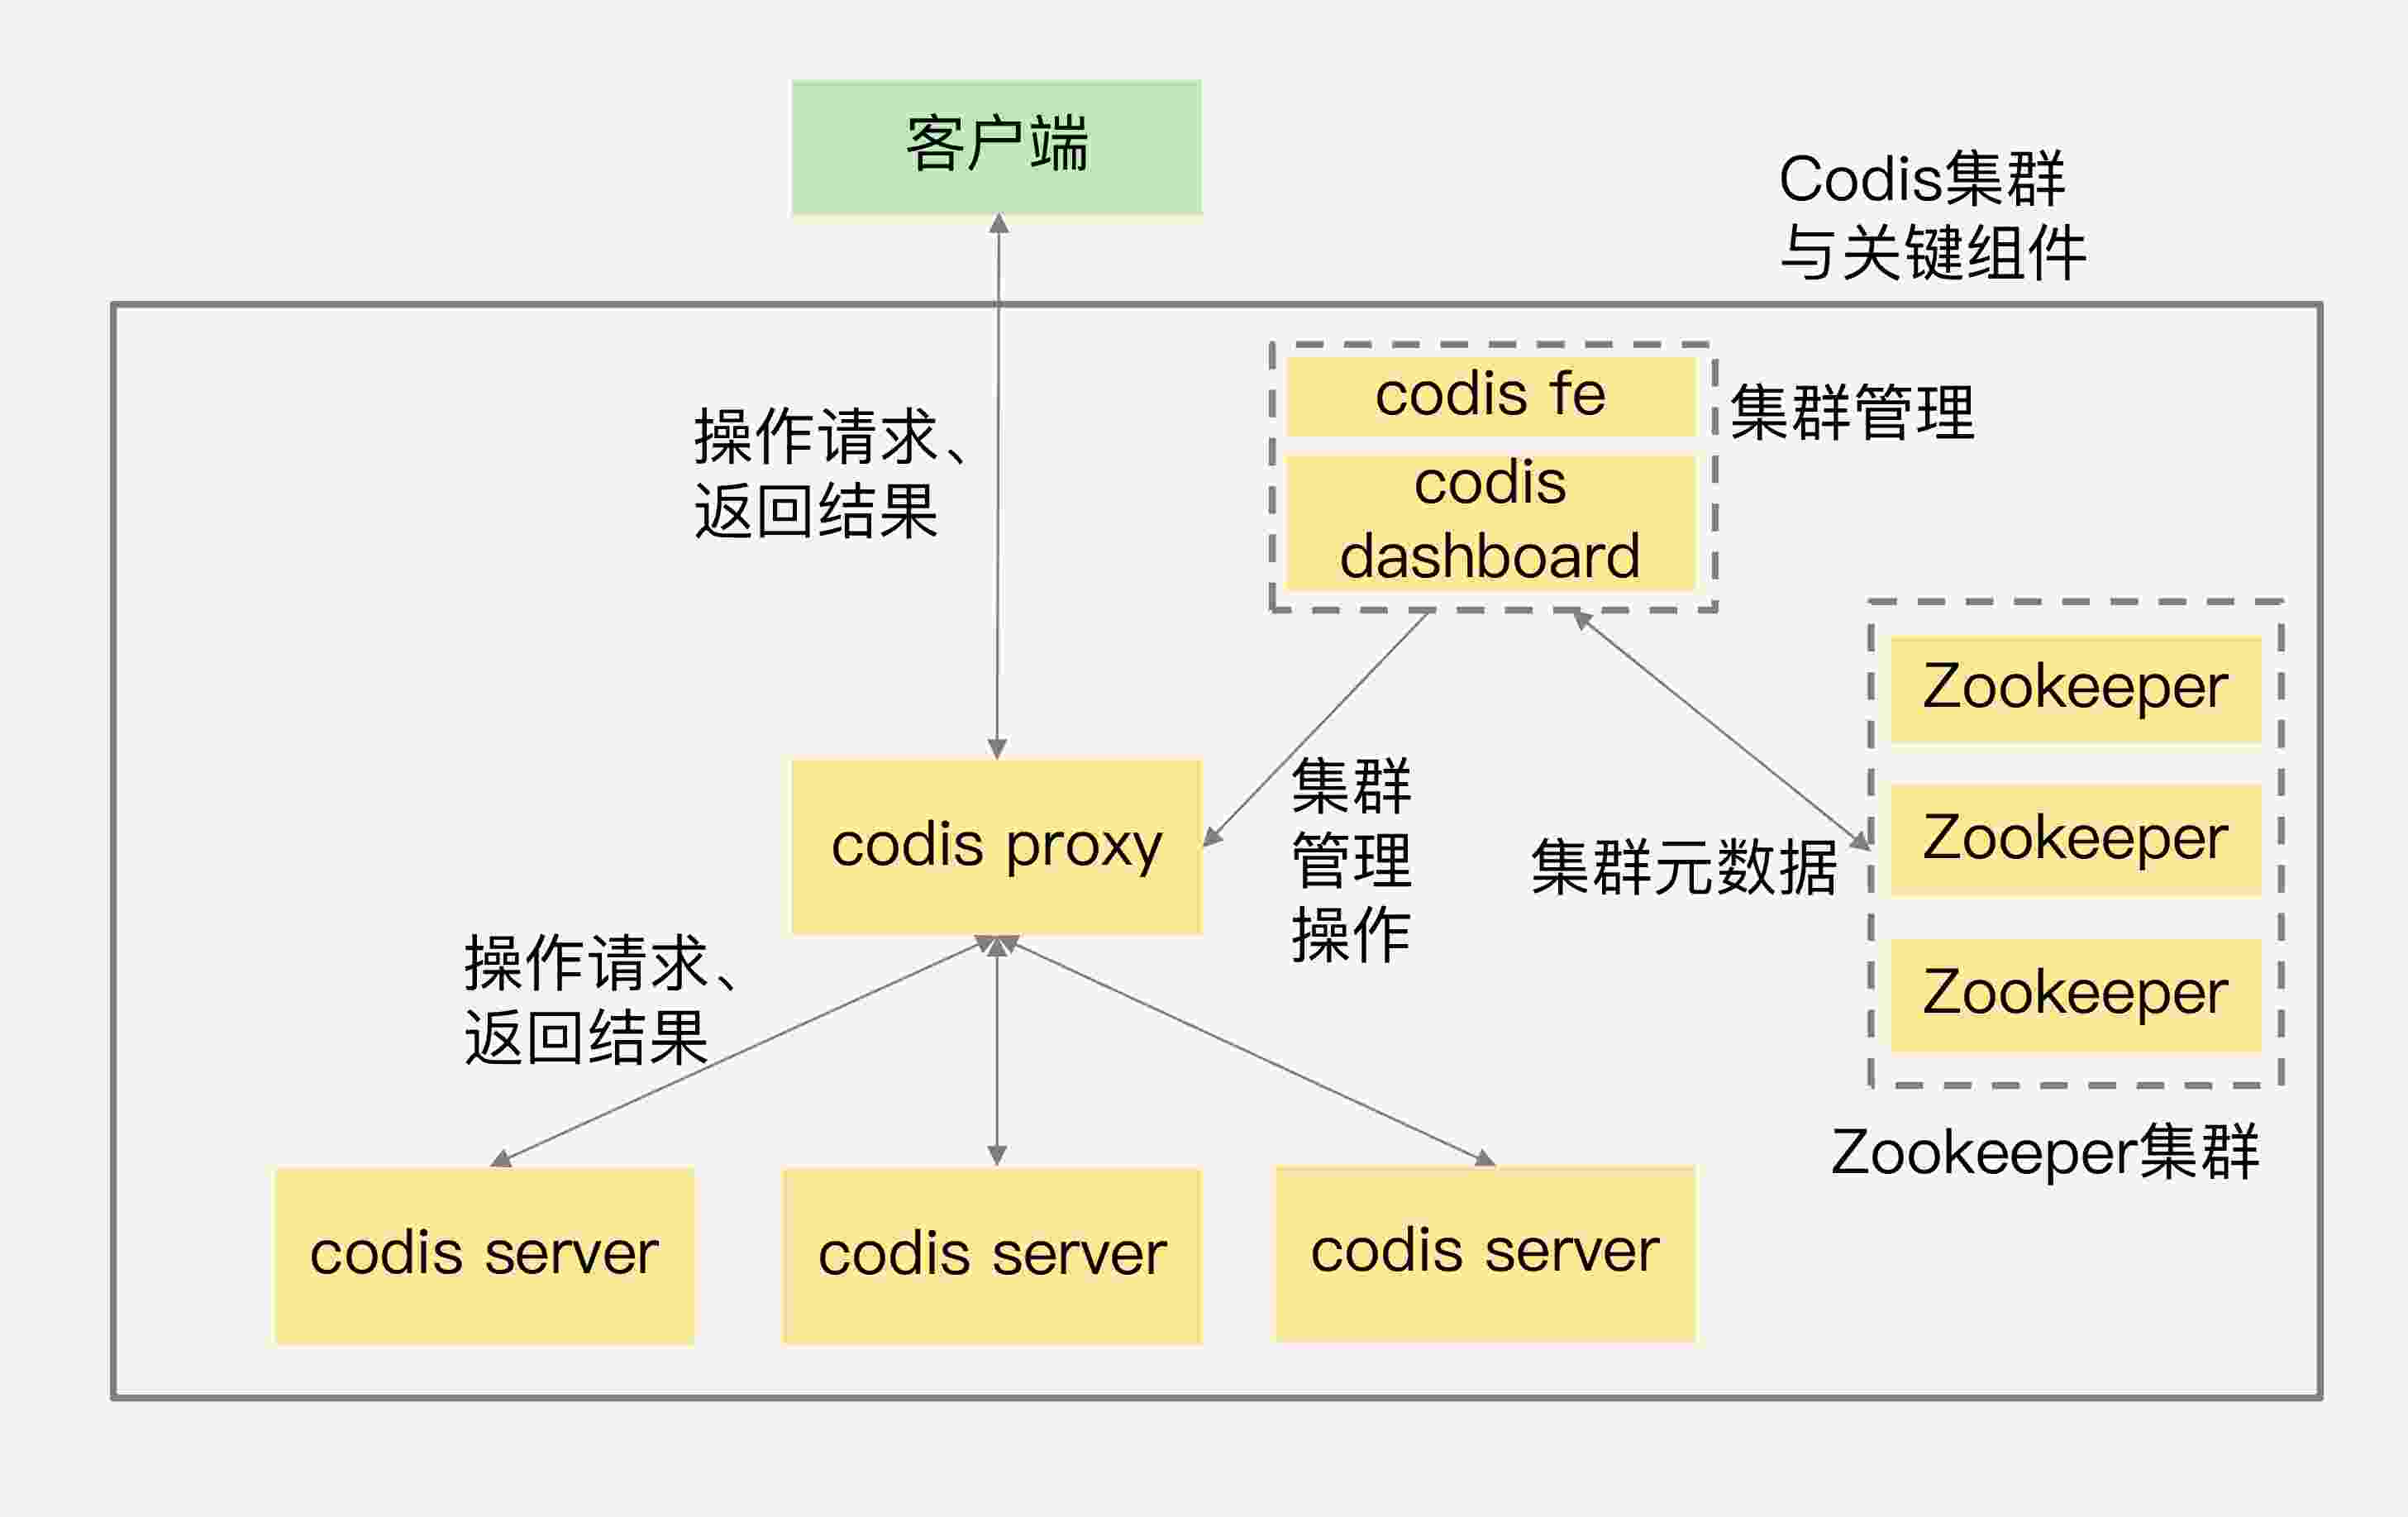 客户端
Codis集群
与关键组件
操作请求、
返回结果
codis fe
codis
dashboard
集群管理
Zookeeper
Zookeeper
Zookeeper
Zookeeper集群
codis proxy
集群
管理
操作
集群元数据
操作请求、
返回结果
codis server
codis server
codis server